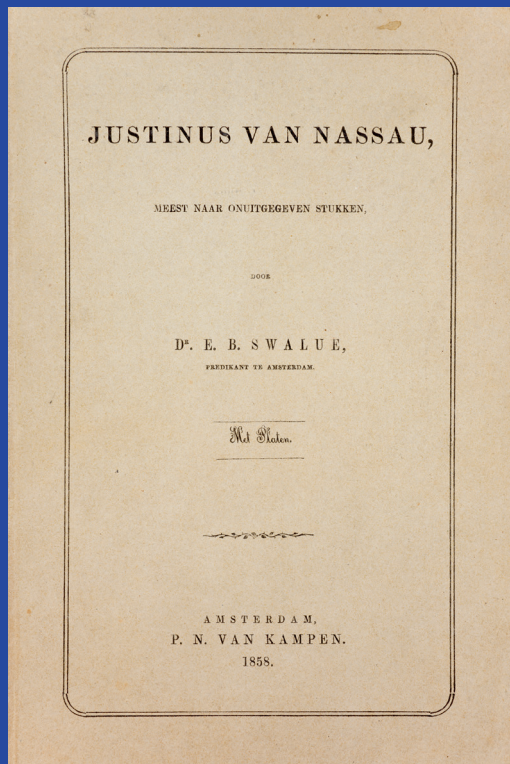 JUSTINUS VAN NASSAU,
MEEST NAAR ONUITGEGEVEN STUKKEN,
DOOR
Dᴿ. E. B. SWALUE,
PREDIKANT TE AMSTERDAM.
Met Platen.
AMSTERDAM,
P. N. VAN KAMPEN.
1858.